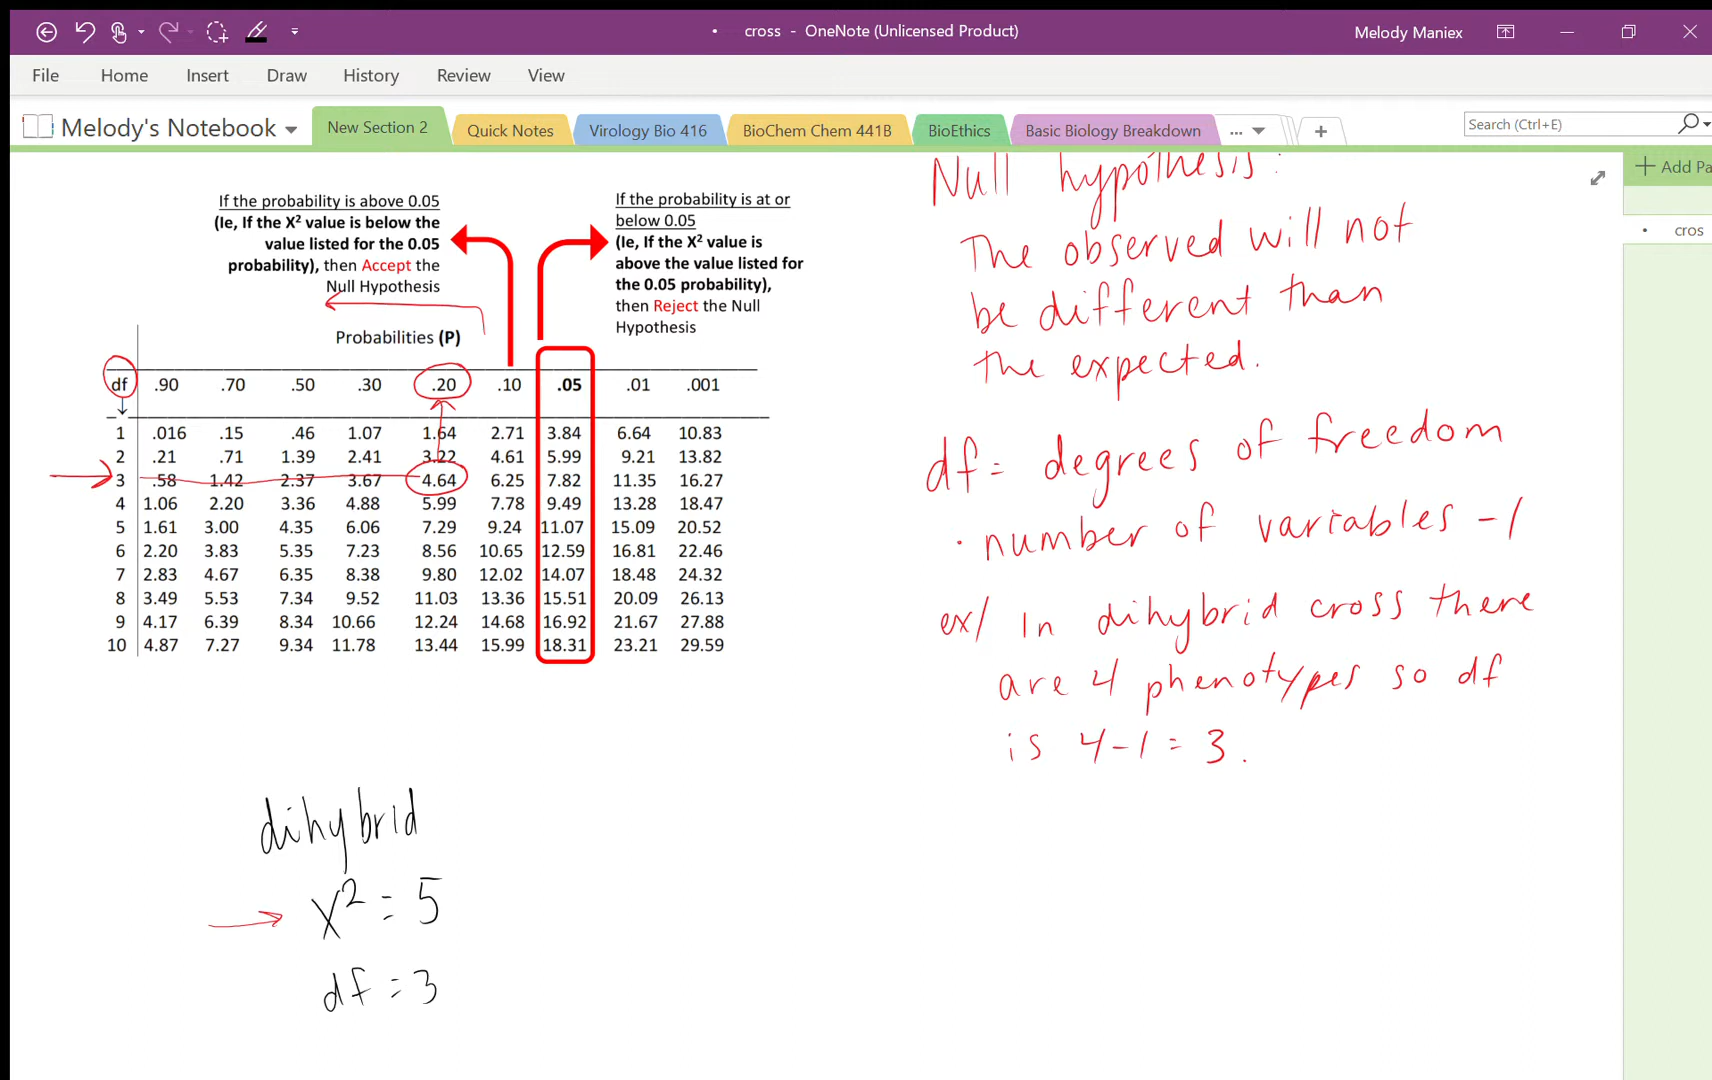 cross - OneNote (Unlicensed Product)
Melody Maniex
File Home Insert Draw History Review View
Melody's Notebook
New Section 2
Quick Notes
Virology Bio 416
BioChem Chem 441B
BioEthics
Basic Biology Breakdown
...
+
Search (Ctrl+E)
+ Add Pa
cros
If the probability is above 0.05
(Ie, If the X² value is below the
value listed for the 0.05
probability), then Accept the
Null Hypothesis
If the probability is at or
below 0.05
(Ie, If the X² value is
above the value listed for
the 0.05 probability),
then Reject the Null
Hypothesis
Probabilities (P)
df .90 .70 .50 .30 .20 .10 .05 .01 .001
1 .016 .15 .46 1.07 1.64 2.71 3.84 6.64 10.83
2 .21 .71 1.39 2.41 3.22 4.61 5.99 9.21 13.82
3 .58 1.42 2.37 3.67 4.64 6.25 7.82 11.35 16.27
4 1.06 2.20 3.36 4.88 5.99 7.78 9.49 13.28 18.47
5 1.61 3.00 4.35 6.06 7.29 9.24 11.07 15.09 20.52
6 2.20 3.83 5.35 7.23 8.56 10.65 12.59 16.81 22.46
7 2.83 4.67 6.35 8.38 9.80 12.02 14.07 18.48 24.32
8 3.49 5.53 7.34 9.52 11.03 13.36 15.51 20.09 26.13
9 4.17 6.39 8.34 10.66 12.24 14.68 16.92 21.67 27.88
10 4.87 7.27 9.34 11.78 13.44 15.99 18.31 23.21 29.59
dihybrid
X² = 5
df = 3
Null hypothesis:
The observed will not
be different than
the expected.
df = degrees of freedom
· number of variables -1
ex/ In dihybrid cross there
are 4 phenotypes so df
is 4-1 = 3.